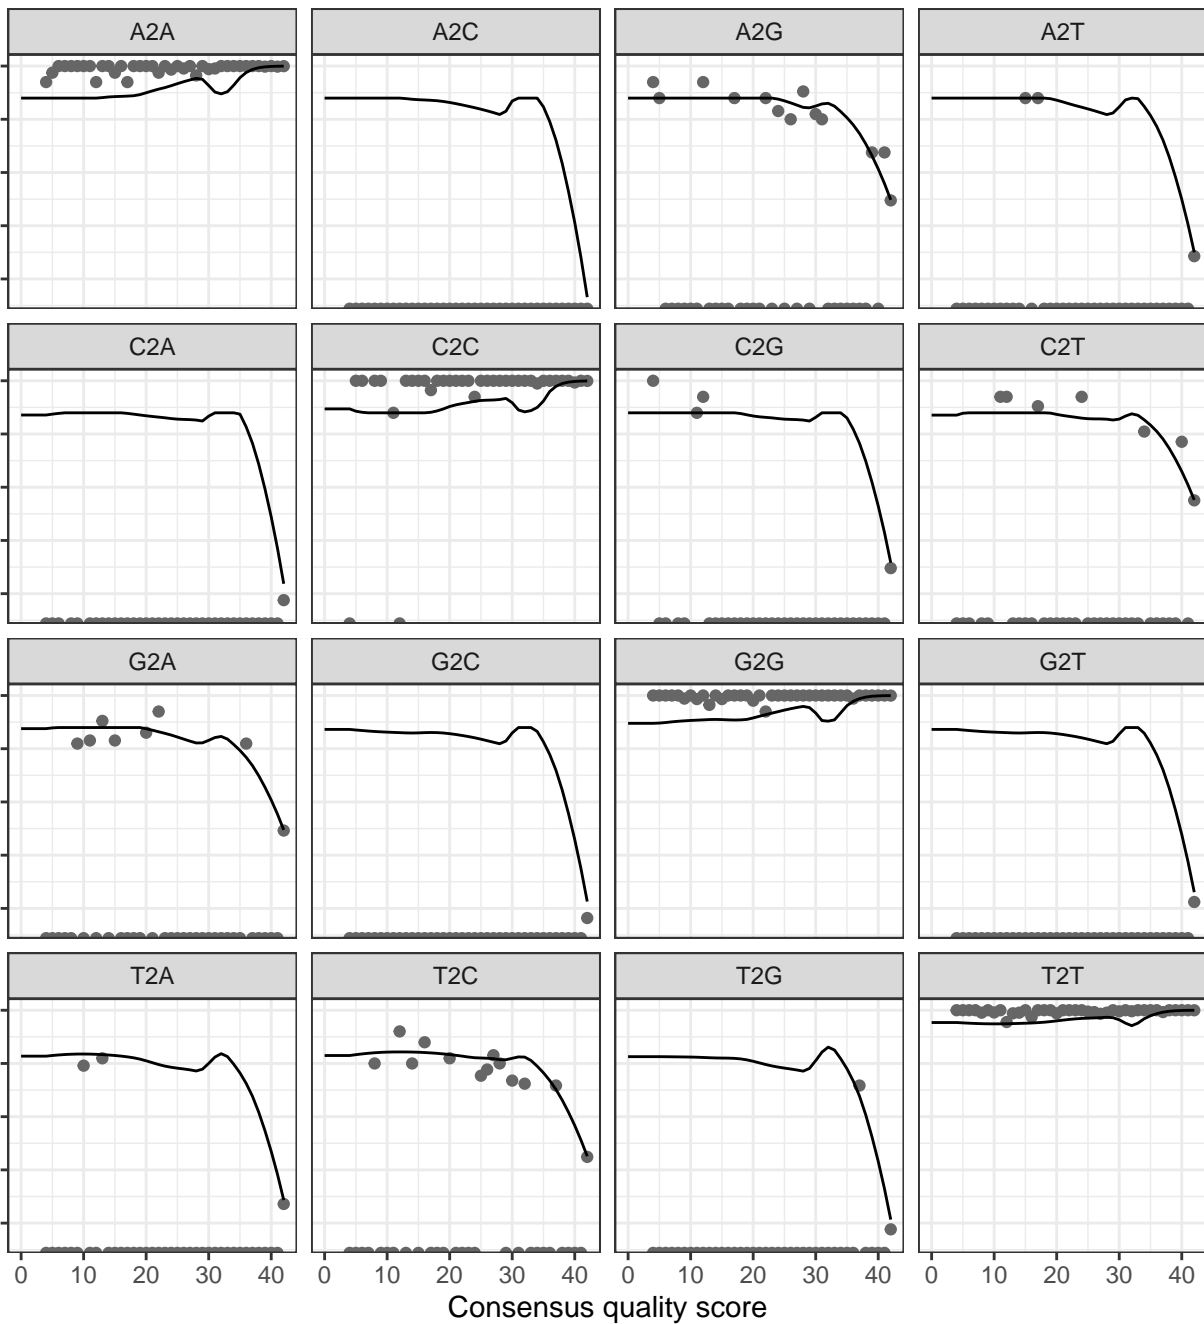 A2A A2C A2G A2T
C2A C2C C2G C2T
G2A G2C G2G G2T
T2A T2C T2G T2T
0 10 20 30 40 0 10 20 30 40 0 10 20 30 40 0 10 20 30 40
Consensus quality score